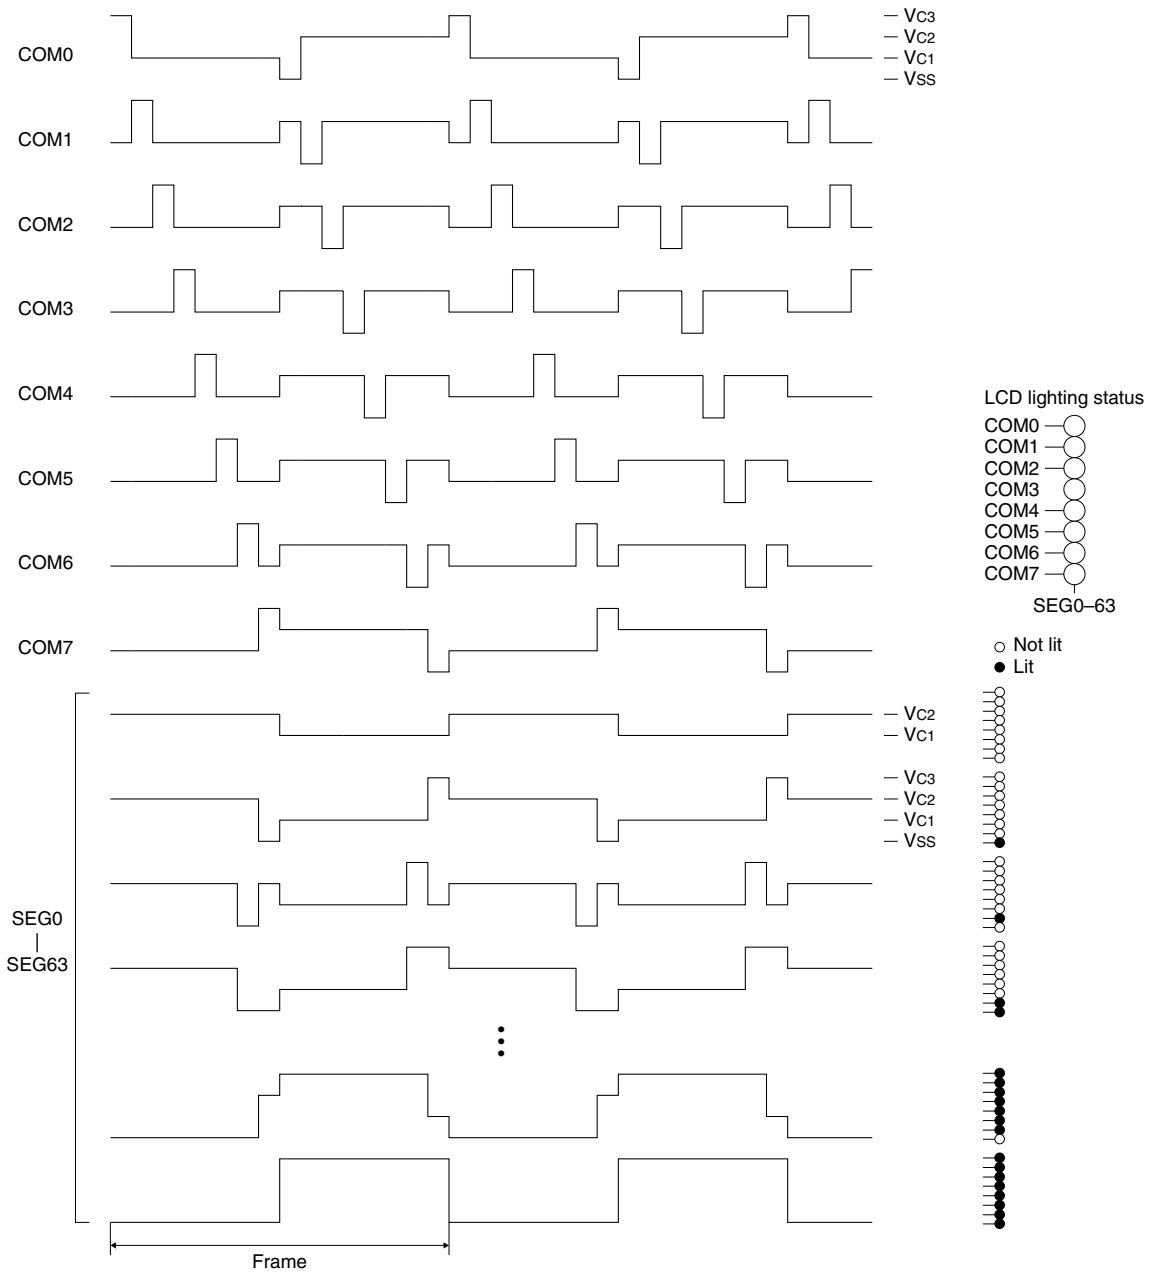 COM0
VC3
VC2
VC1
VSS
COM1
COM2
COM3
COM4
COM5
COM6
COM7
LCD lighting status
COM0
COM1
COM2
COM3
COM4
COM5
COM6
COM7
SEG0–63
Not lit
Lit
VC2
VC1
VC3
VC2
VC1
VSS
SEG0
SEG63
Frame